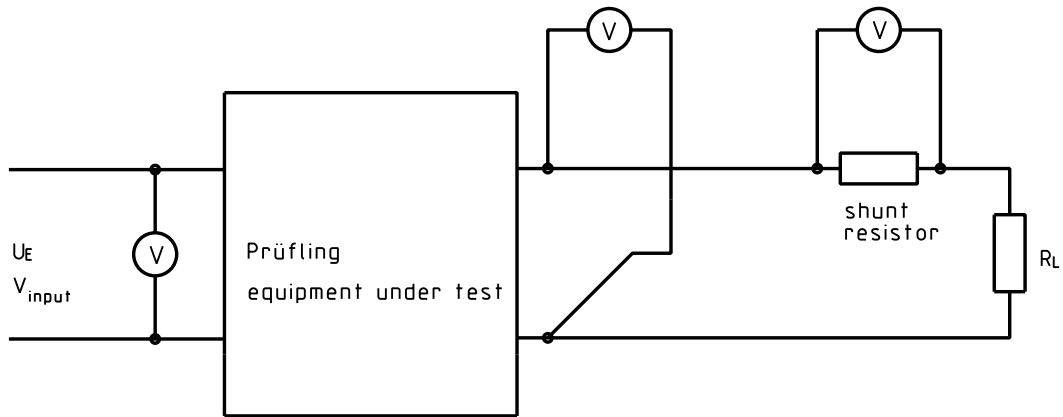 V
V
UE
Vinput
V
Prüfling
equipment under test
shunt
resistor
RL